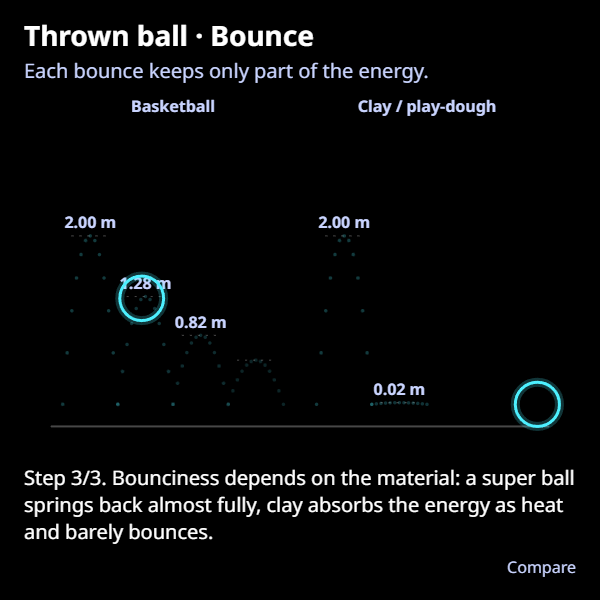 Thrown ball · Bounce
Each bounce keeps only part of the energy.
Basketball
Clay / play-dough
2.00 m
2.00 m
1.28 m
0.82 m
0.02 m
Step 3/3. Bounciness depends on the material: a super ball
springs back almost fully, clay absorbs the energy as heat
and barely bounces.
Compare